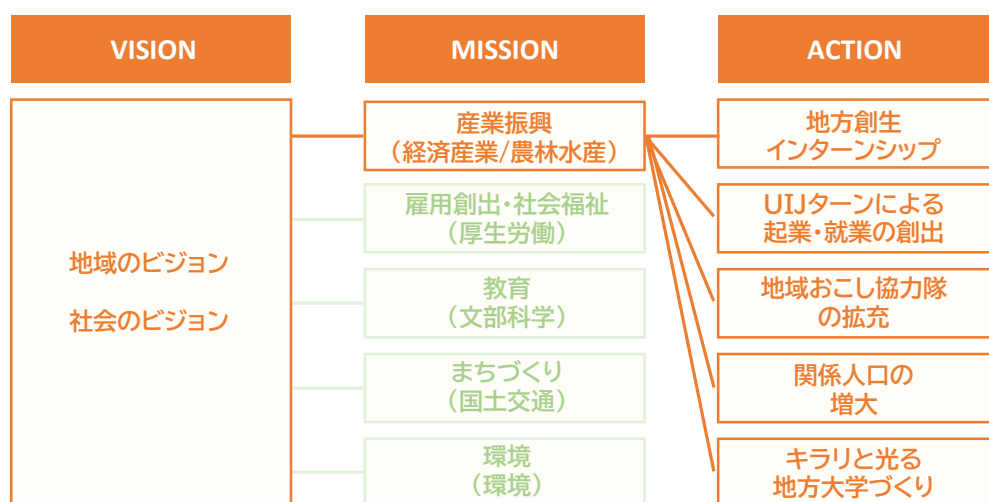 VISION
MISSION
ACTION
地域のビジョン
社会のビジョン
産業振興
(経済産業/農林水産)
雇用創出・社会福祉
(厚生労働)
教育
(文部科学)
まちづくり
(国土交通)
環境
(環境)
地方創生
インターンシップ
UIJターンによる
起業・就業の創出
地域おこし協力隊
の拡充
関係人口の
増大
キラリと光る
地方大学づくり